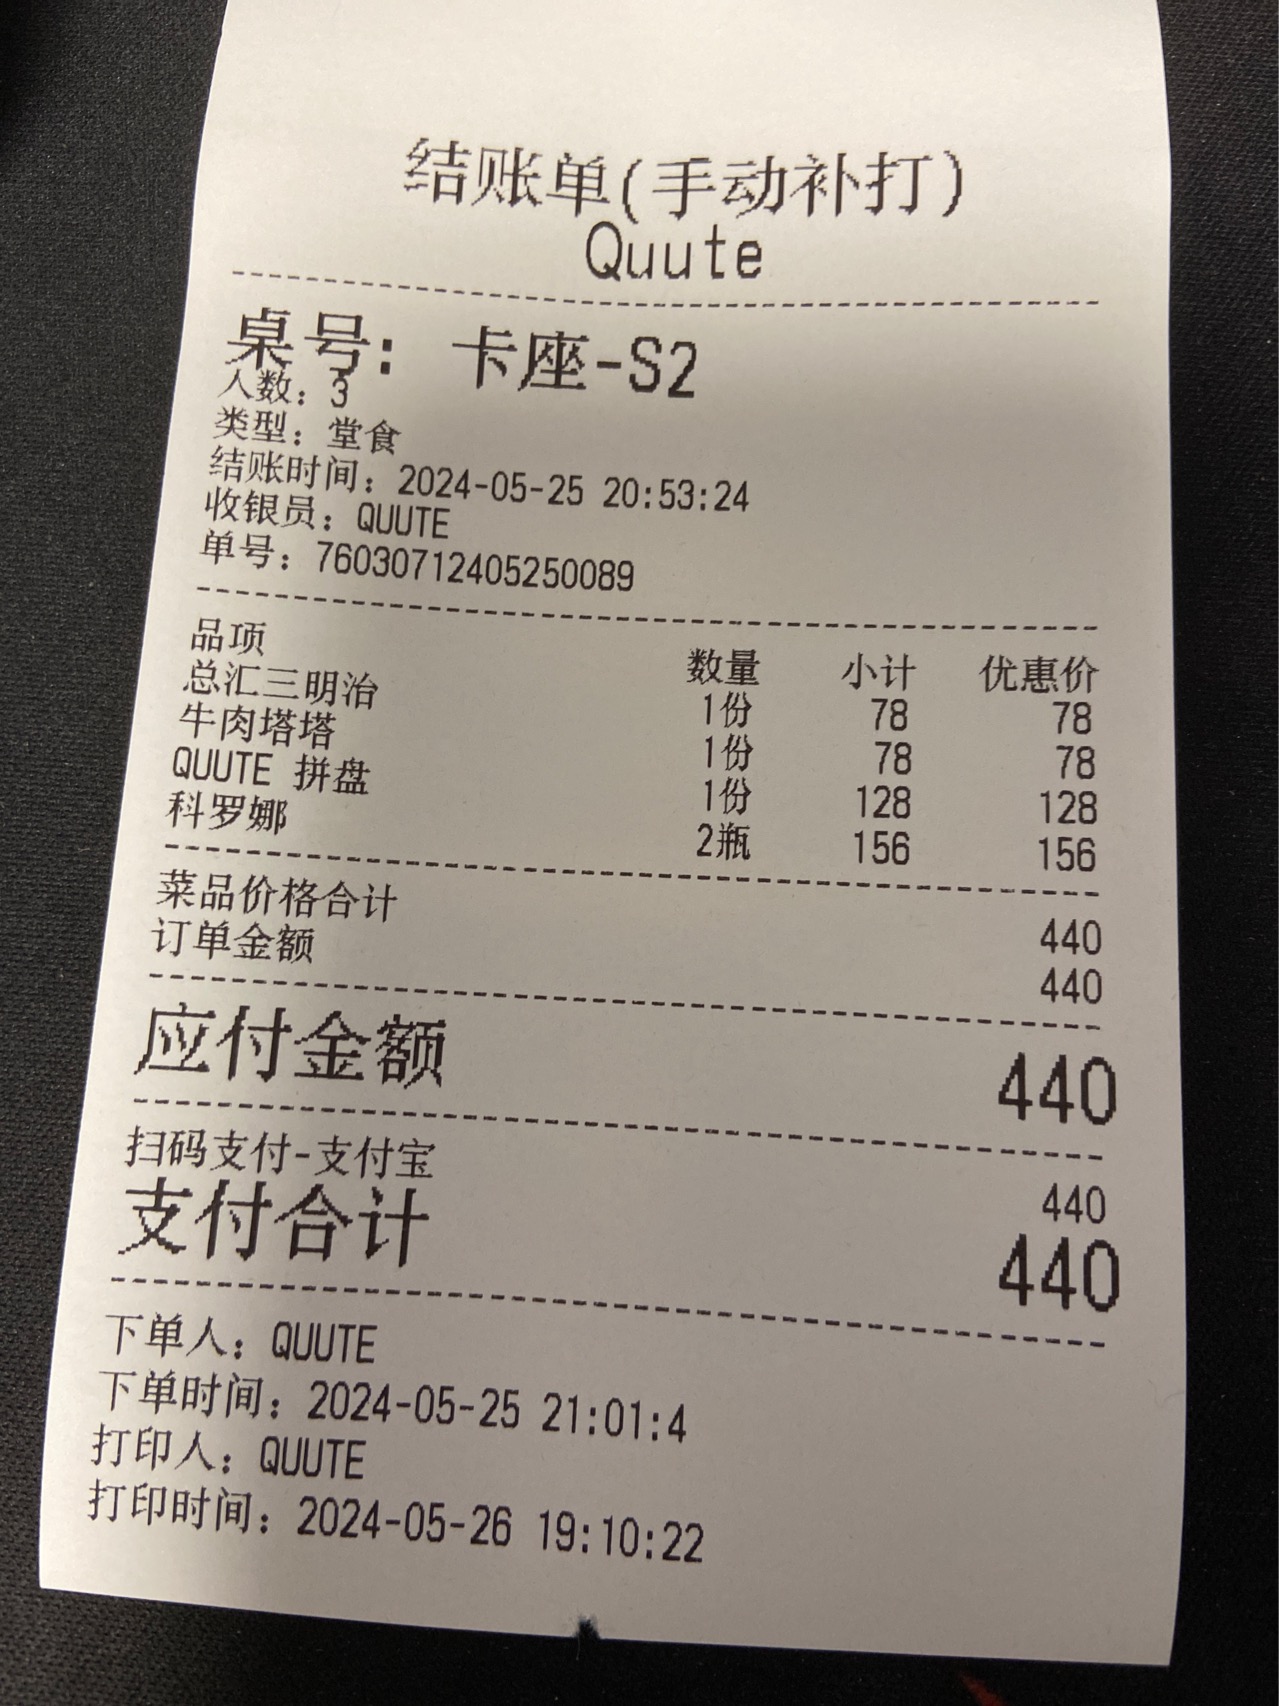 结账单(手动补打)
Quute
桌号: 卡座-S2
人数: 3
类型: 堂食
结账时间: 2024-05-25 20:53:24
收银员: QUUTE
单号: 76030712405250089
品项 数量 小计 优惠价
总汇三明治 1份 78 78
牛肉塔塔 1份 78 78
QUUTE 拼盘 1份 128 128
科罗娜 2瓶 156 156
菜品价格合计 440
订单金额 440
应付金额 440
扫码支付-支付宝 440
支付合计 440
下单人: QUUTE
下单时间: 2024-05-25 21:01:4
打印人: QUUTE
打印时间: 2024-05-26 19:10:22